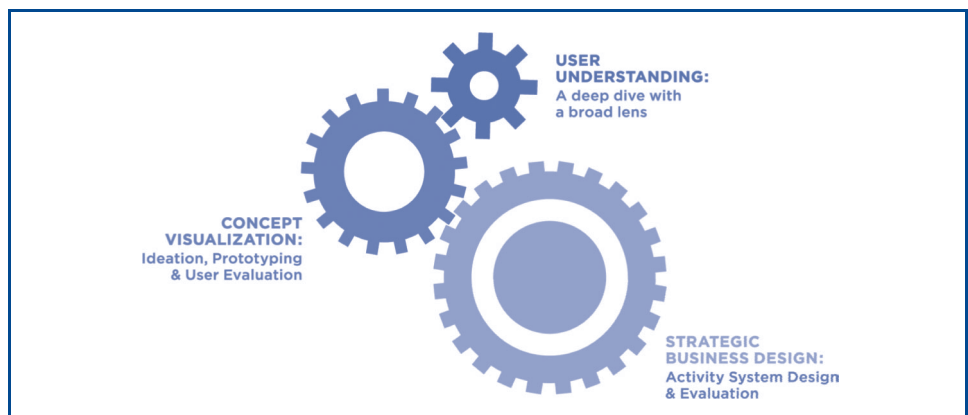 USER
UNDERSTANDING:
A deep dive with
a broad lens
CONCEPT
VISUALIZATION:
Ideation, Prototyping
& User Evaluation
STRATEGIC
BUSINESS DESIGN:
Activity System Design
& Evaluation